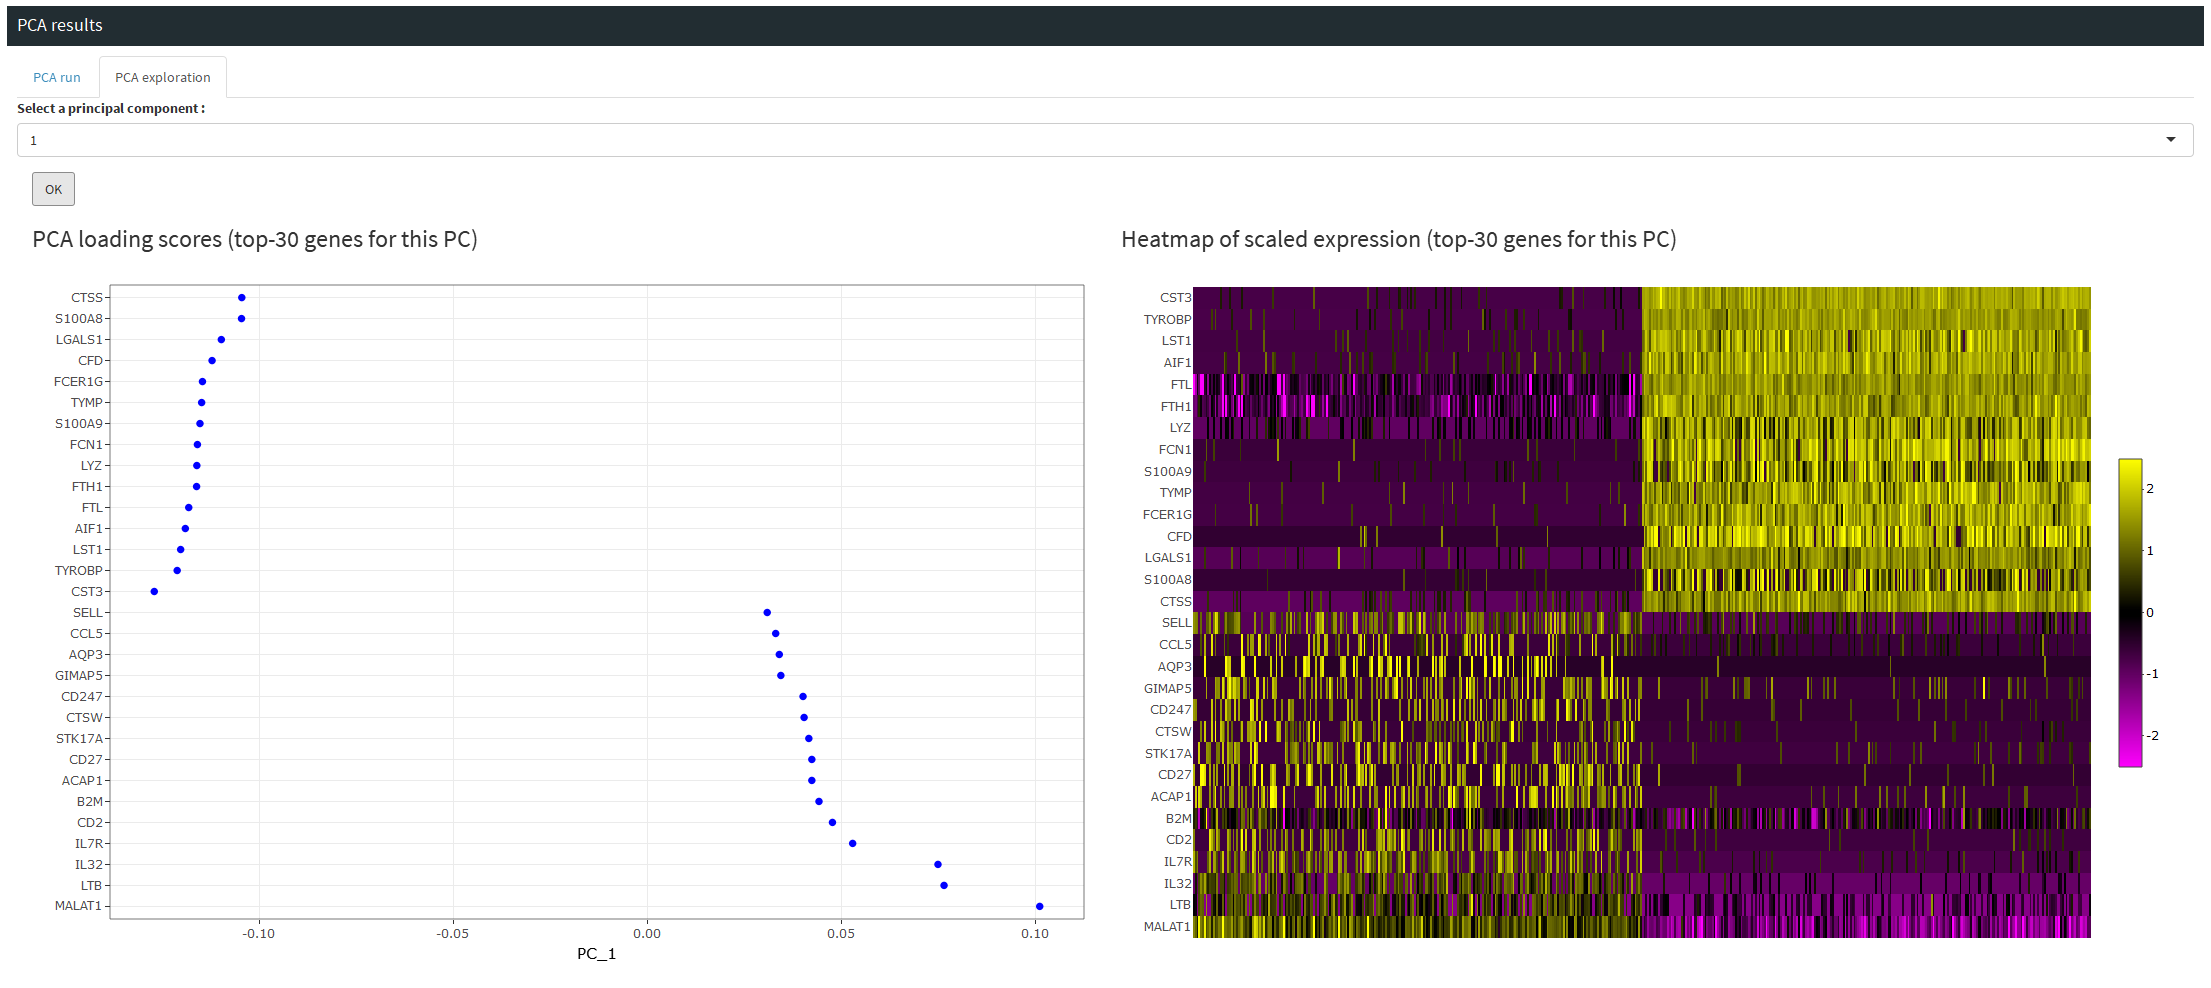 PCA results
PCA run
PCA exploration
Select a principal component :
1
OK
PCA loading scores (top-30 genes for this PC)
CTSS
S100A8
LGALS1
CFD
FCER1G
TYMP
S100A9
FCN1
LYZ
FTH1
FTL
AIF1
LST1
TYROBP
CST3
SELL
CCL5
AQP3
GIMAP5
CD247
CTSW
STK17A
CD27
ACAP1
B2M
CD2
IL7R
IL32
LTB
MALAT1
-0.10
-0.05
0.00
0.05
0.10
PC_1
Heatmap of scaled expression (top-30 genes for this PC)
CST3
TYROBP
LST1
AIF1
FTL
FTH1
LYZ
FCN1
S100A9
TYMP
FCER1G
CFD
LGALS1
S100A8
CTSS
SELL
CCL5
AQP3
GIMAP5
CD247
CTSW
STK17A
CD27
ACAP1
B2M
CD2
IL7R
IL32
LTB
MALAT1
2
1
0
-1
-2